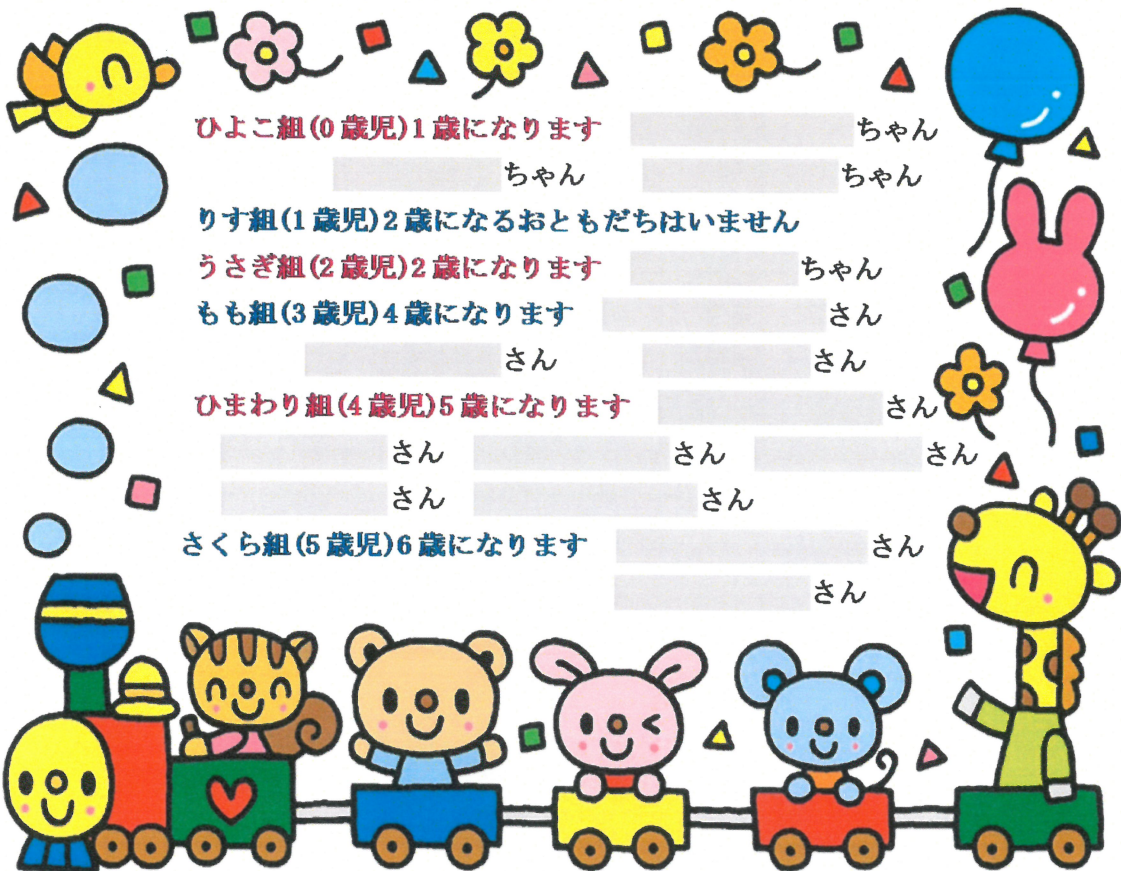 ひよこ組(0歳児)1歳になります ちゃん
ちゃん ちゃん
りす組(1歳児)2歳になるおともだちはいません
うさぎ組(2歳児)2歳になります ちゃん
もも組(3歳児)4歳になります さん
さん さん
ひまわり組(4歳児)5歳になります さん
さん さん さん
さん さん
さくら組(5歳児)6歳になります さん
さん